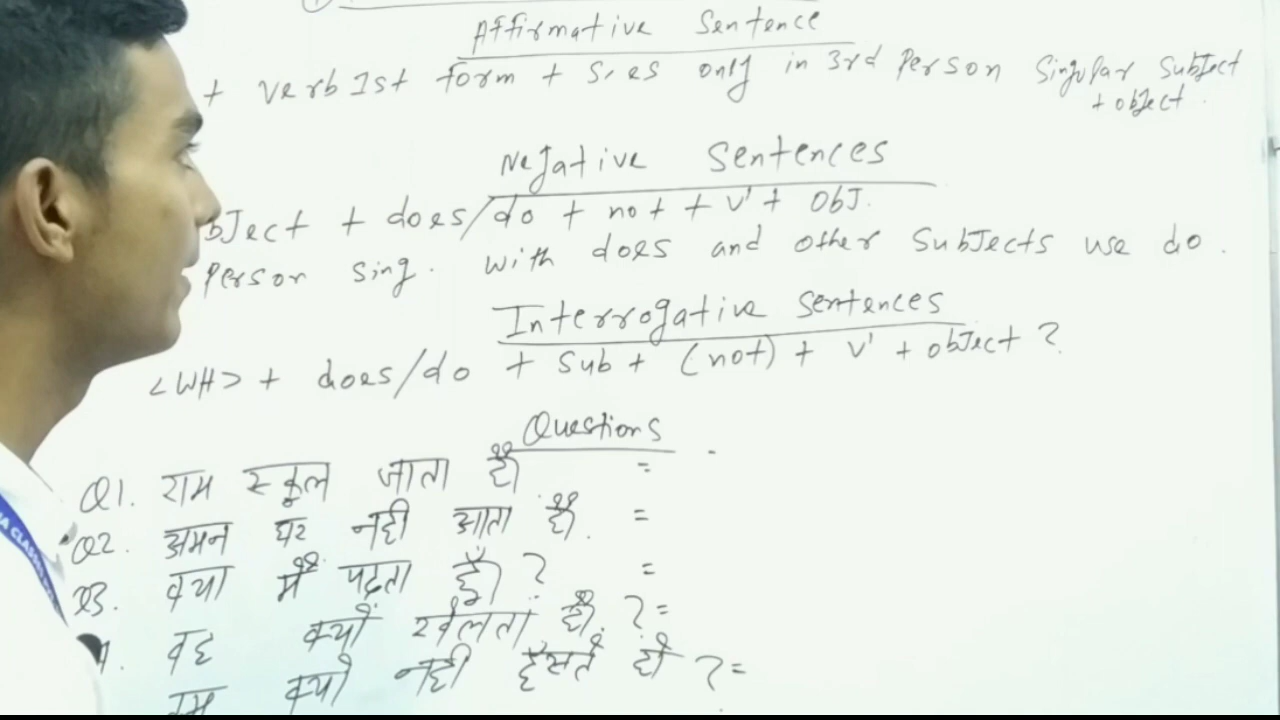 Affirmative Sentence
+ verb 1st form + s, es only in 3rd Person Singular Subject
+ object.
Negative Sentences
bject + does/do + not + v' + obj.
Person sing. with does and other subjects use do.
Interrogative sentences
<WH> + does/do + Sub + (not) + v' + object ?
Questions
Q1. राम स्कूल जाता है =
Q2. अमन घर नही आता है. =
Q3. क्या मैं पढ़ता हूँ ? =
वह क्यों खेलता है. ? =
क्यों नही हँसते हो ? =